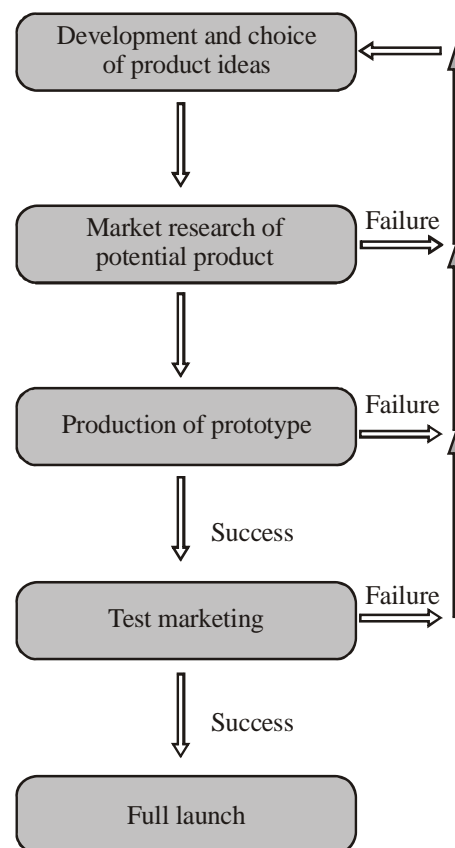 Development and choice
of product ideas
Market research of
potential product
Failure
Production of prototype
Failure
Success
Test marketing
Failure
Success
Full launch